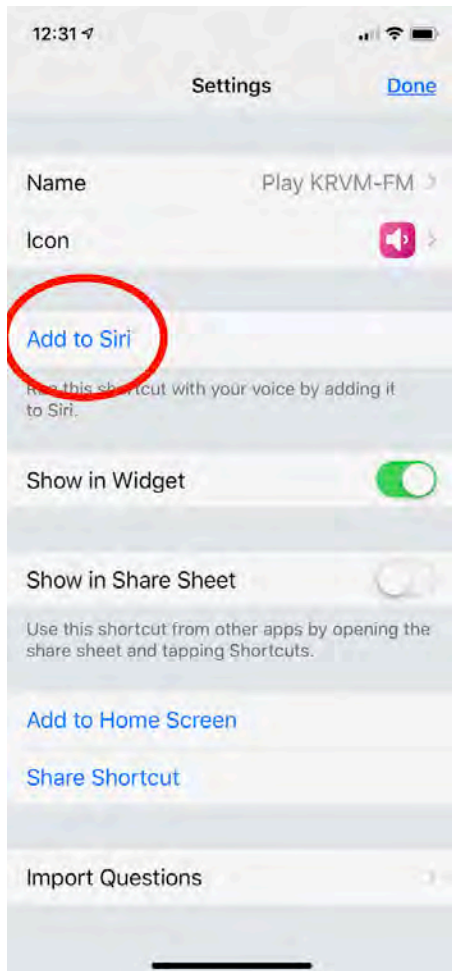 12:31
Settings Done
Name Play KRVM-FM
Icon
Add to Siri
Run this shortcut with your voice by adding it
to Siri.
Show in Widget
Show in Share Sheet
Use this shortcut from other apps by opening the
share sheet and tapping Shortcuts.
Add to Home Screen
Share Shortcut
Import Questions